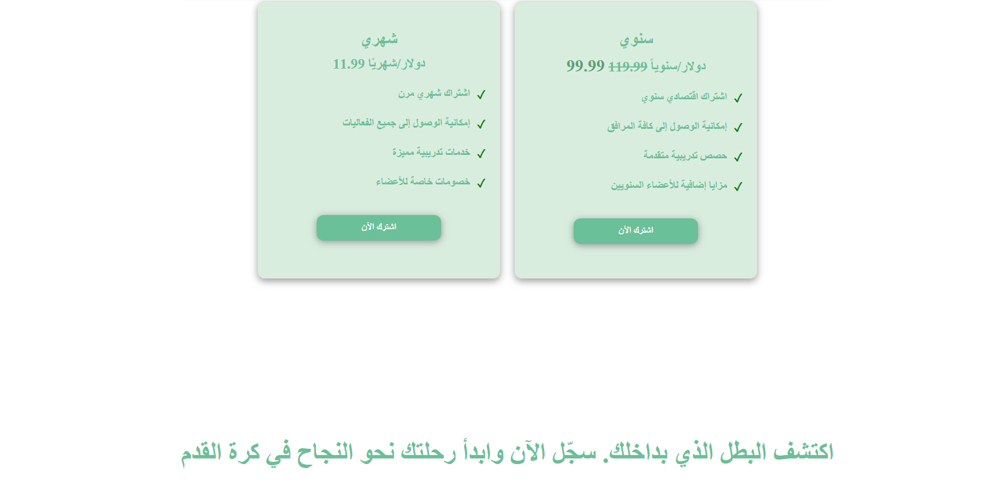 سنوي
دولار/سنوياً 119.99 99.99
✓ اشتراك اقتصادي سنوي
✓ إمكانية الوصول إلى كافة المرافق
✓ حصص تدريبية متقدمة
✓ مزايا إضافية للأعضاء السنويين
اشترك الآن
شهري
دولار/شهريًا 11.99
✓ اشتراك شهري مرن
✓ إمكانية الوصول إلى جميع الفعاليات
✓ خدمات تدريبية مميزة
✓ خصومات خاصة للأعضاء
اشترك الآن
اكتشف البطل الذي بداخلك. سجّل الآن وابدأ رحلتك نحو النجاح في كرة القدم